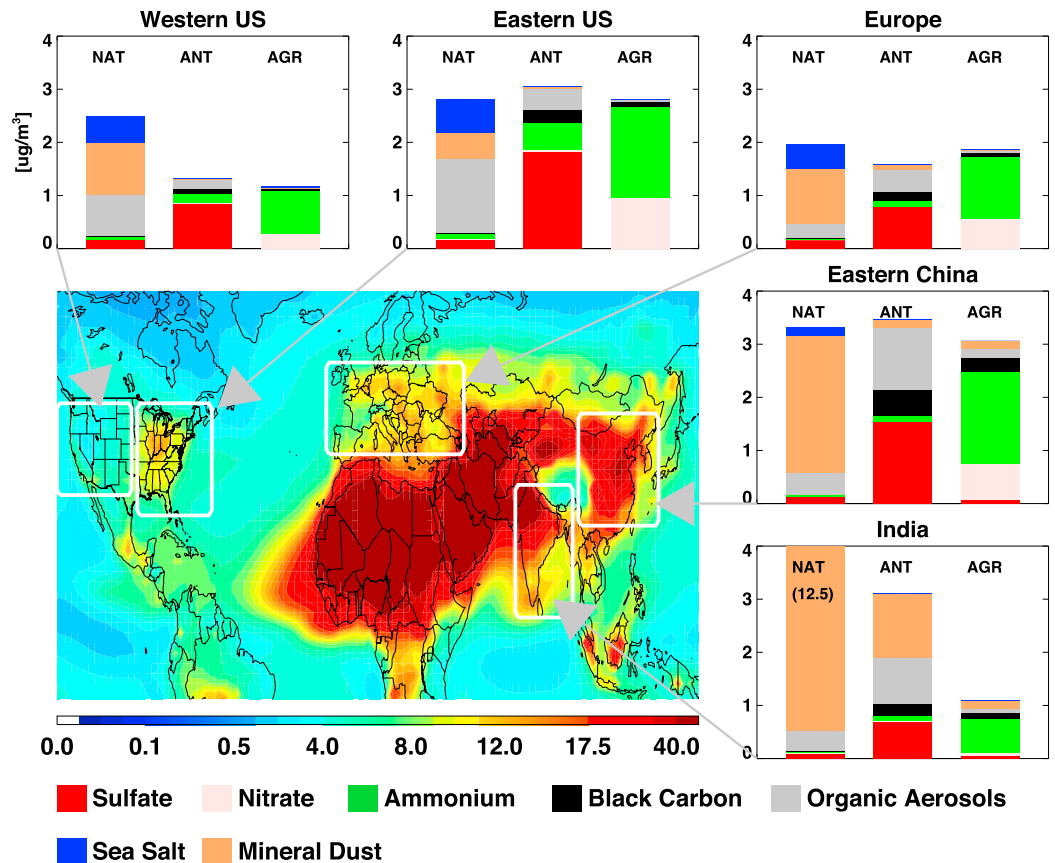 Western US
Eastern US
Europe
[ug/m³]
4
3
2
1
0
NAT ANT AGR
4
3
2
1
0
NAT ANT AGR
4
3
2
1
0
NAT ANT AGR
Eastern China
4
3
2
1
0
NAT ANT AGR
India
4
3
2
1
0
NAT ANT AGR
(12.5)
0.0 0.1 0.5 4.0 8.0 12.0 17.5 40.0
Sulfate Nitrate Ammonium Black Carbon Organic Aerosols
Sea Salt Mineral Dust